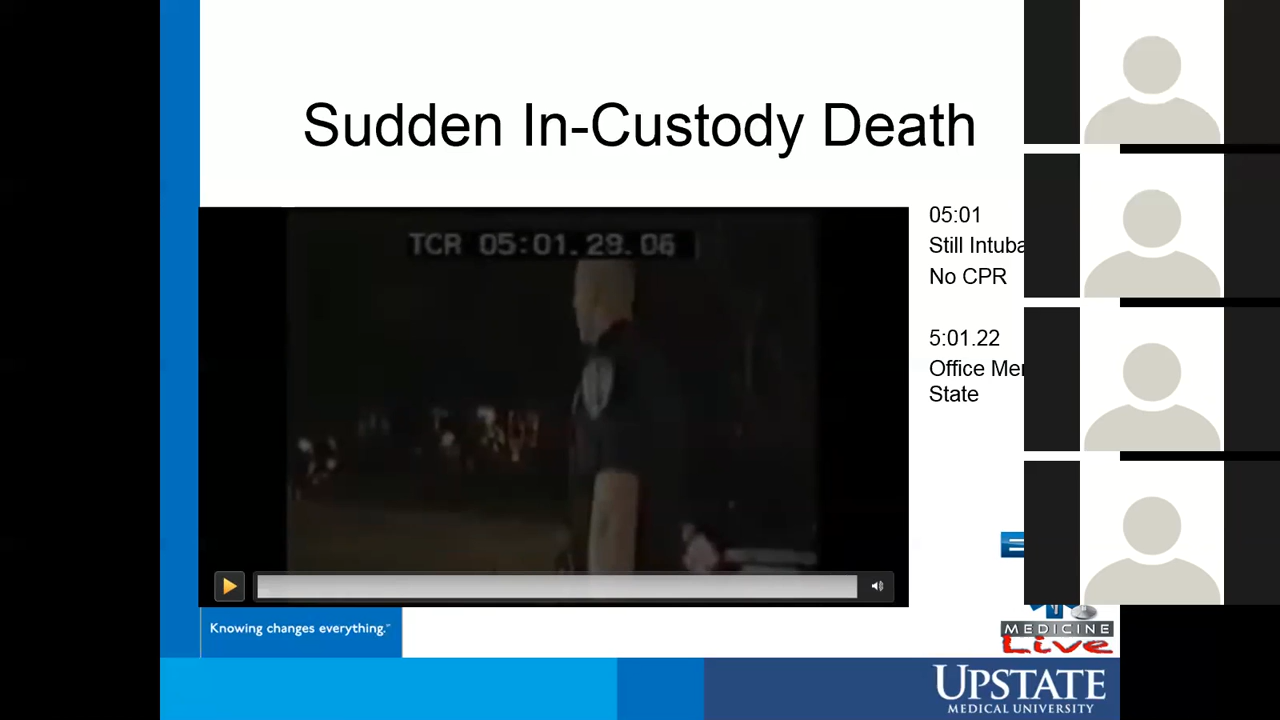 Sudden In-Custody Death
TCR 05:01.29.06
05:01
Still Intuba
No CPR
5:01.22
Office Mer
State
Knowing changes everything.™
MEDICINE
Live
UPSTATE
MEDICAL UNIVERSITY